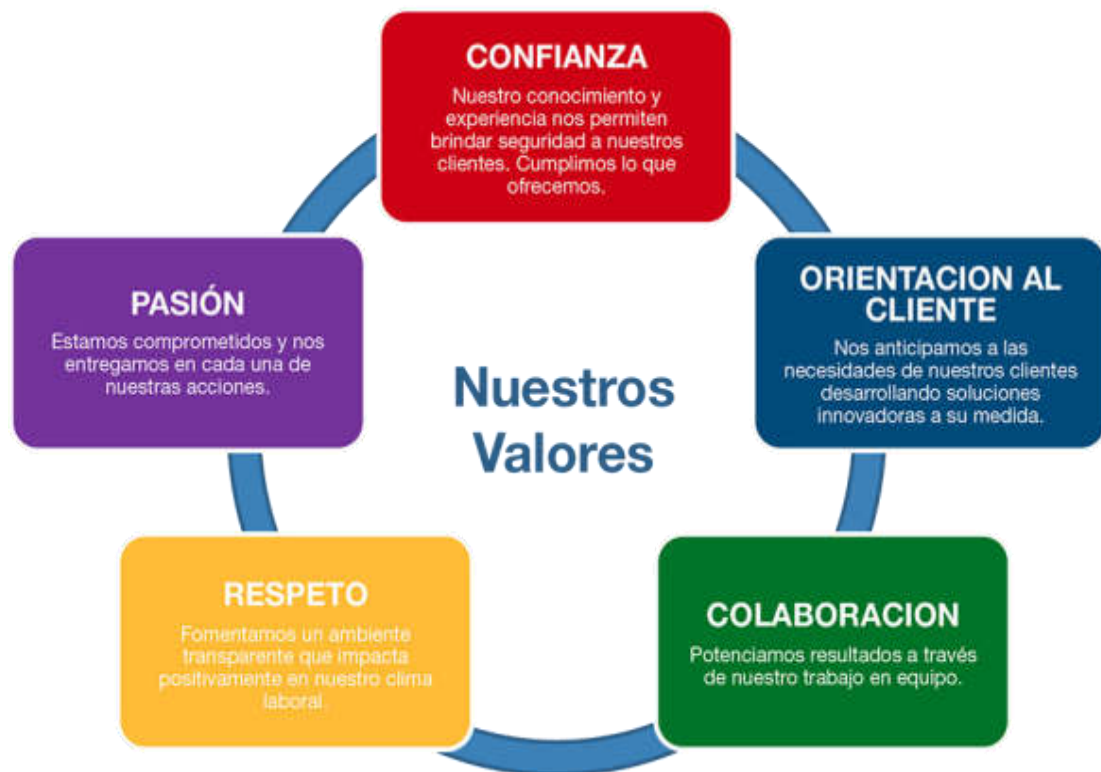 CONFIANZA
Nuestro conocimiento y
experiencia nos permiten
brindar seguridad a nuestros
clientes. Cumplimos lo que
ofrecemos.
ORIENTACION AL
CLIENTE
Nos anticipamos a las
necesidades de nuestros clientes
desarrollando soluciones
innovadoras a su medida.
COLABORACION
Potenciamos resultados a través
de nuestro trabajo en equipo.
RESPETO
Fomentamos un ambiente
transparente que impacta
positivamente en nuestro clima
laboral.
PASIÓN
Estamos comprometidos y nos
entregamos en cada una de
nuestras acciones.
Nuestros
Valores